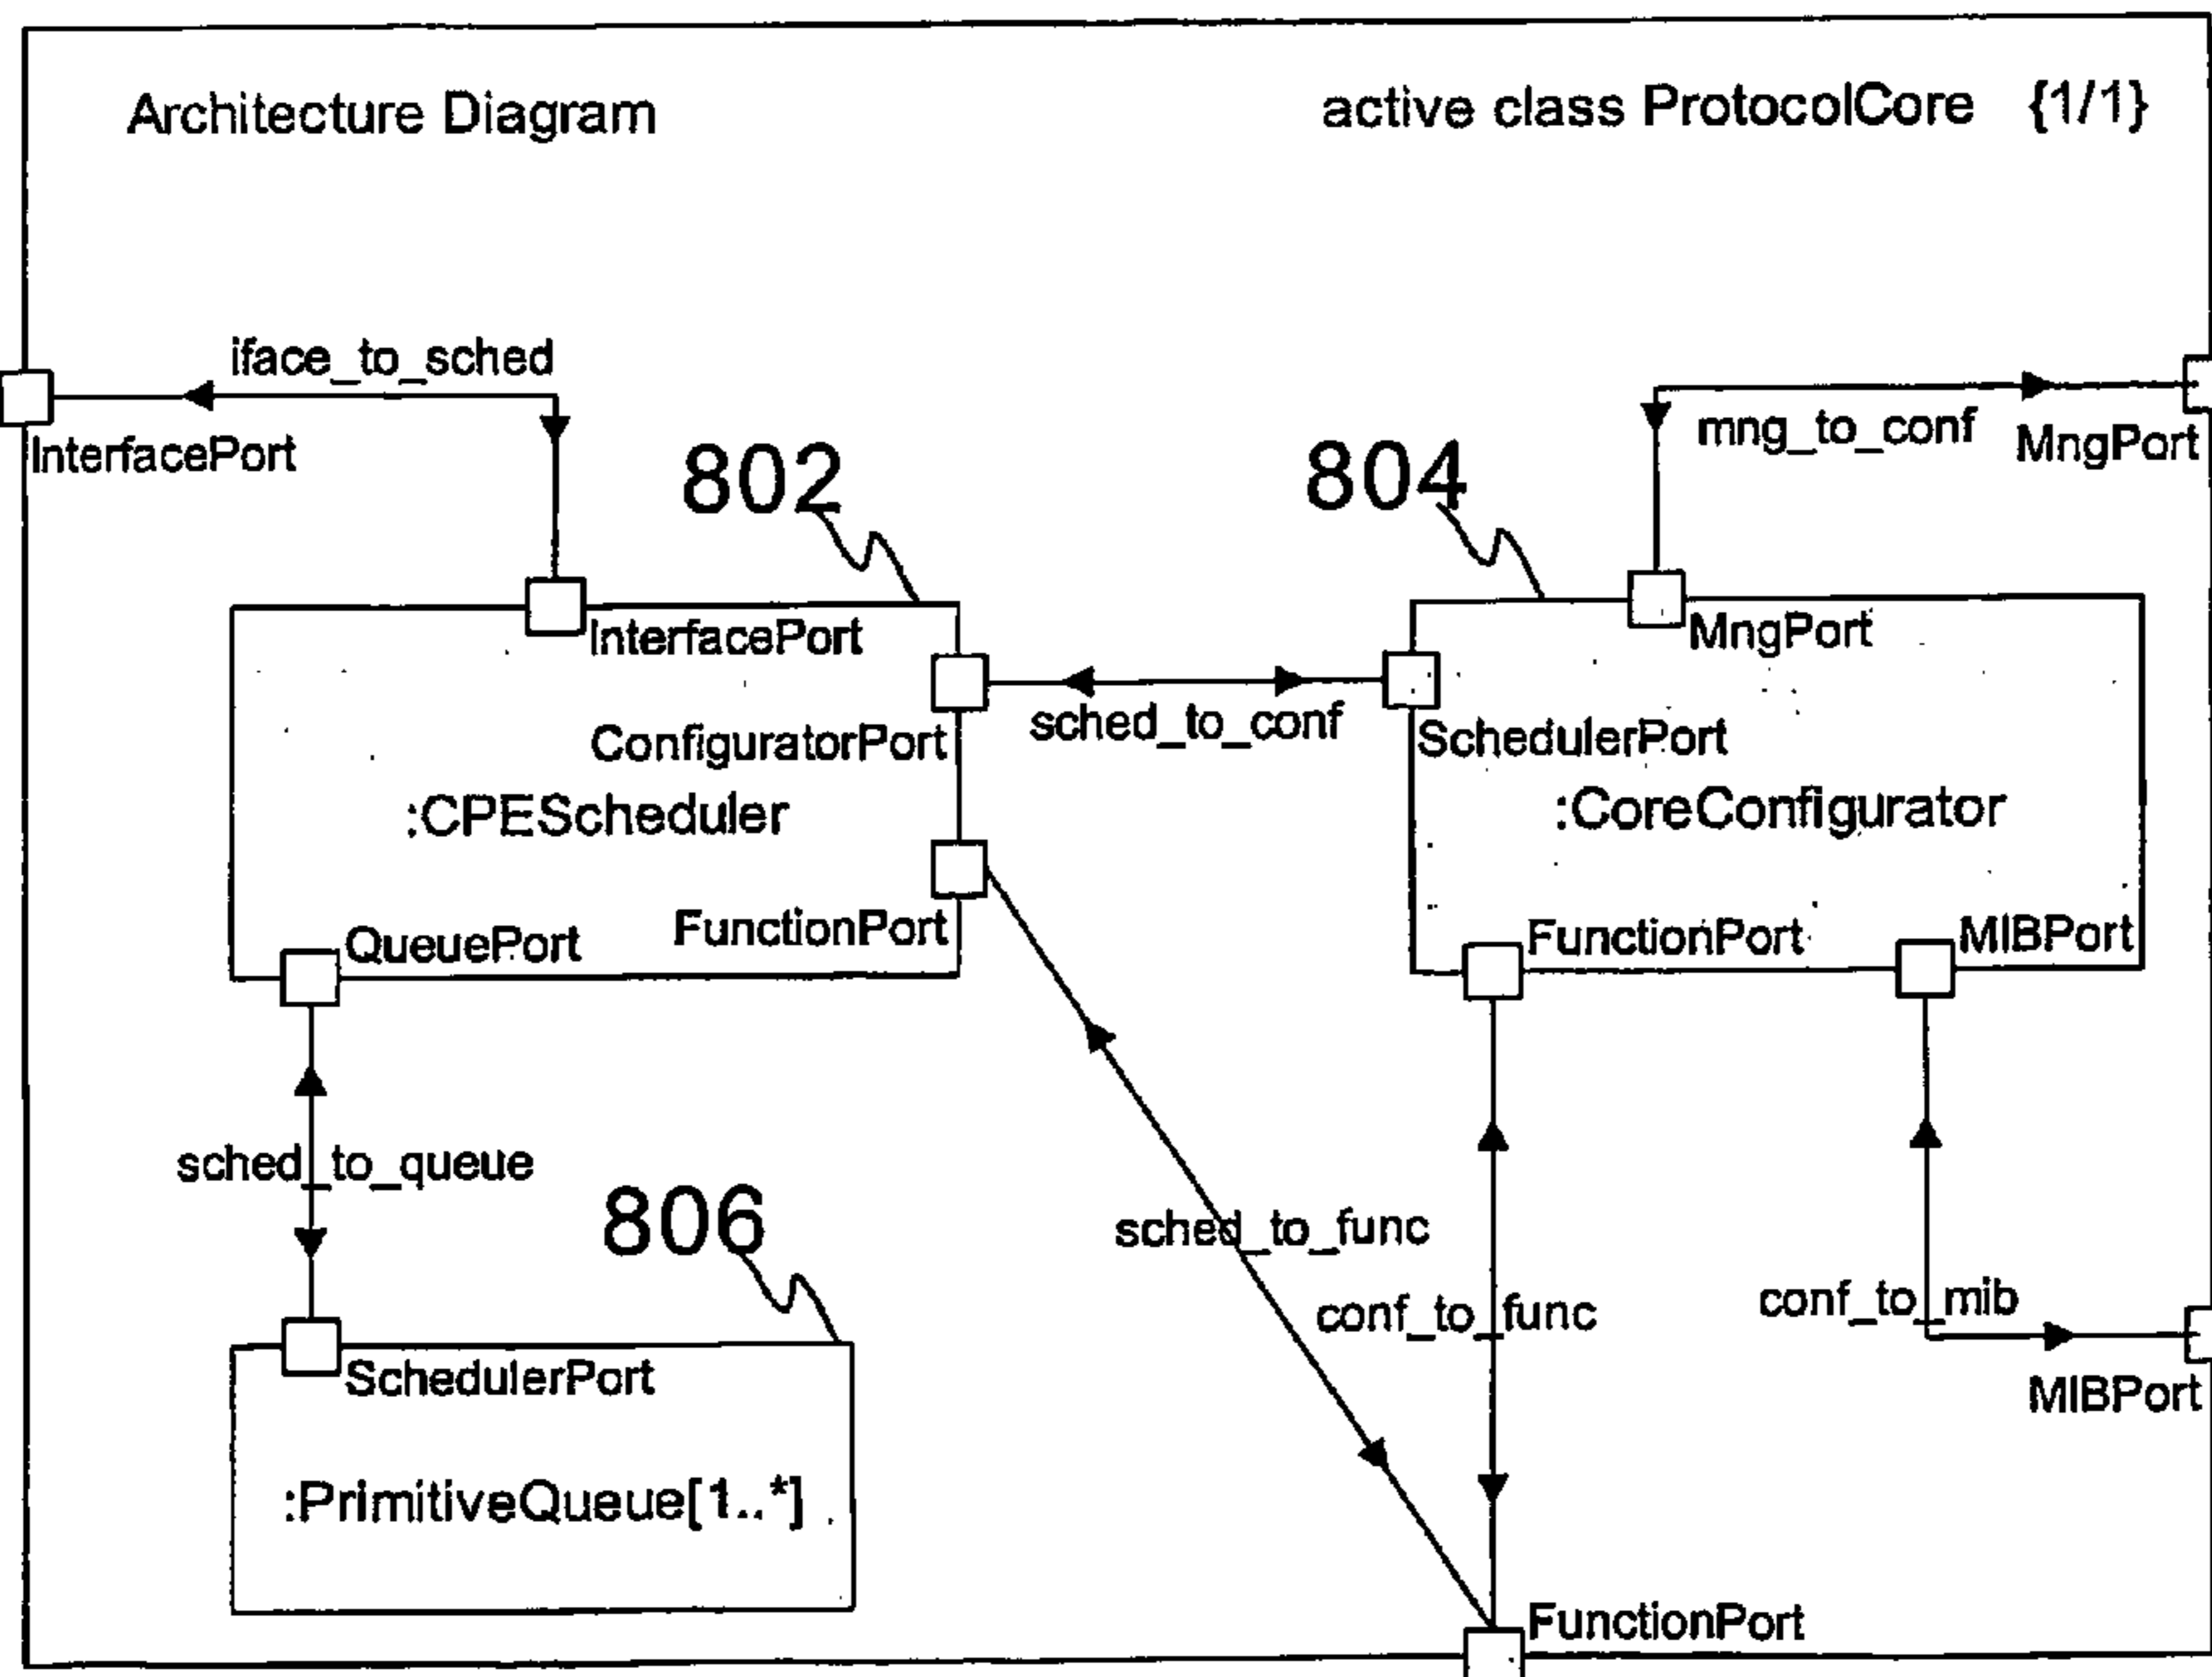 Architecture Diagram
active class ProtocolCore {1/1}
iface_to_sched
InterfacePort
mng_to_conf
MngPort
802
804
InterfacePort
MngPort
ConfiguratorPort
sched_to_conf
SchedulerPort
:CPEScheduler
:CoreConfigurator
QueuePort
FunctionPort
FunctionPort
MIBPort
sched_to_queue
806
sched_to_func
conf_to_func
conf_to_mib
SchedulerPort
MIBPort
:PrimitiveQueue[1..*]
FunctionPort